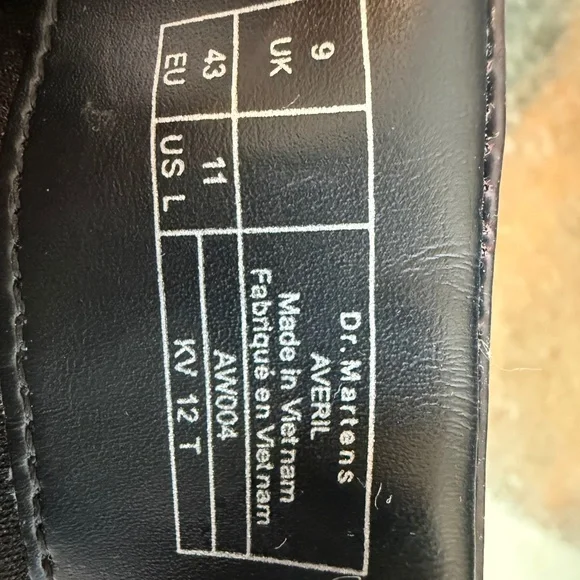 9
UK
43
EU
11
US L
Dr. Martens
AVERIL
Made in Vietnam
Fabriqué en Vietnam
AW004
KV 12 T